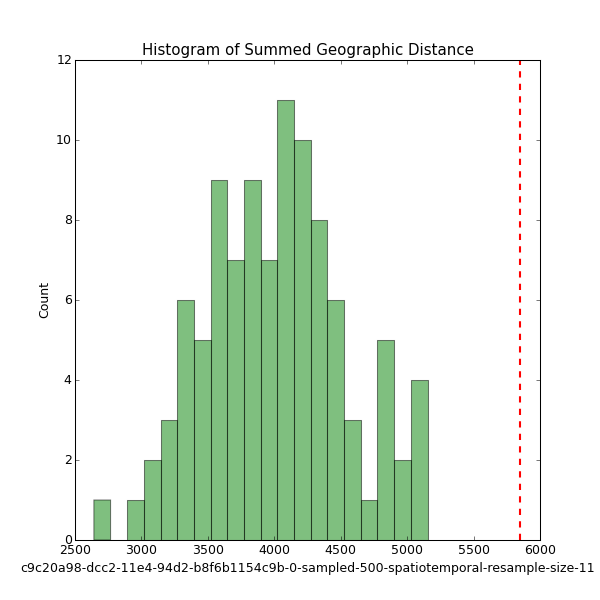 Histogram of Summed Geographic Distance
12
10
8
6
4
2
0
Count
2500 3000 3500 4000 4500 5000 5500 6000
c9c20a98-dcc2-11e4-94d2-b8f6b1154c9b-0-sampled-500-spatiotemporal-resample-size-11